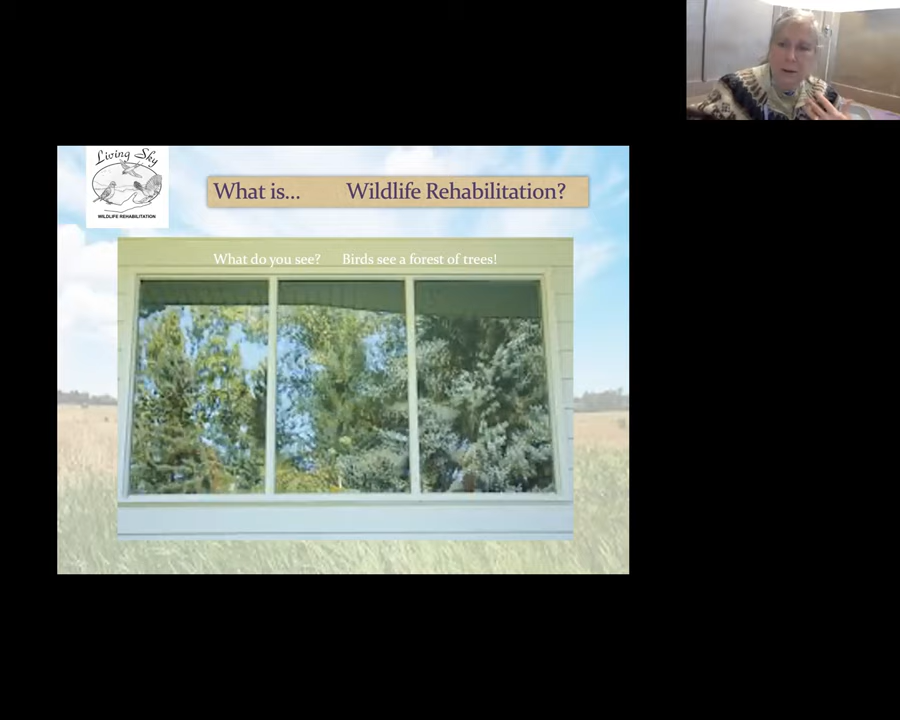 Living Sky
WILDLIFE REHABILITATION
What is... Wildlife Rehabilitation?
What do you see? Birds see a forest of trees!